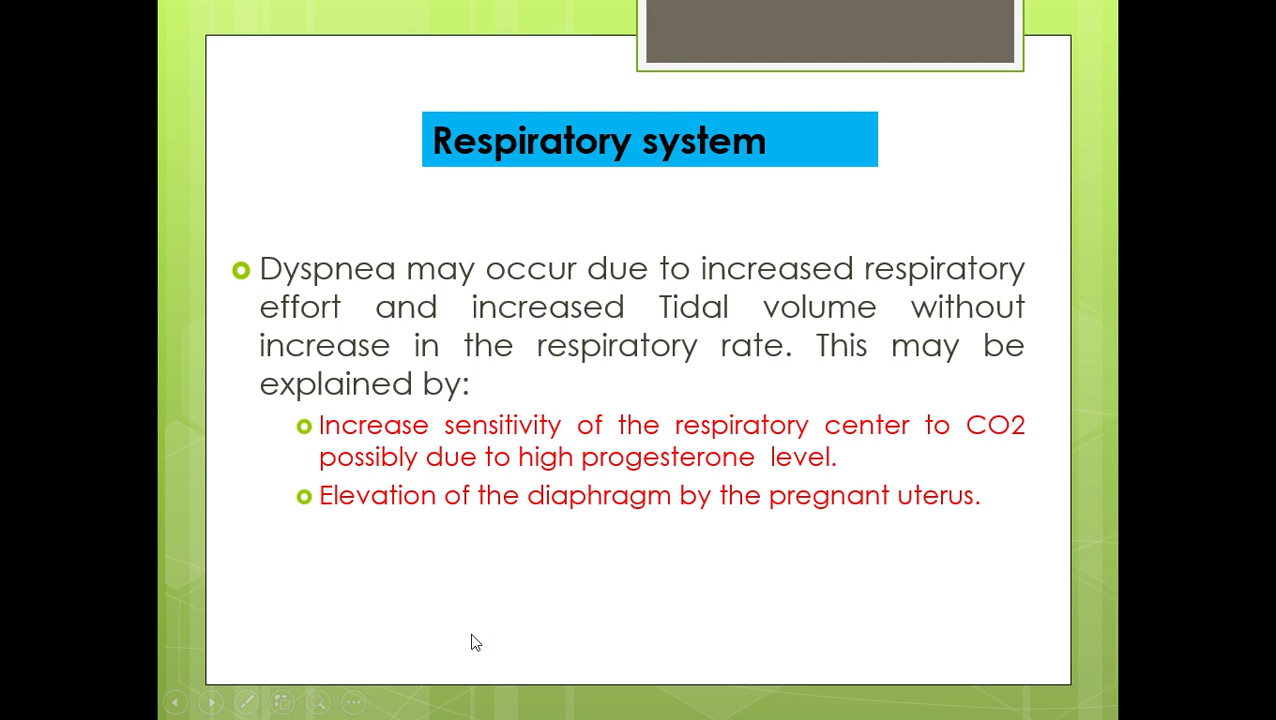 Respiratory system
Dyspnea may occur due to increased respiratory
effort and increased Tidal volume without
increase in the respiratory rate. This may be
explained by:
Increase sensitivity of the respiratory center to CO2
possibly due to high progesterone level.
Elevation of the diaphragm by the pregnant uterus.